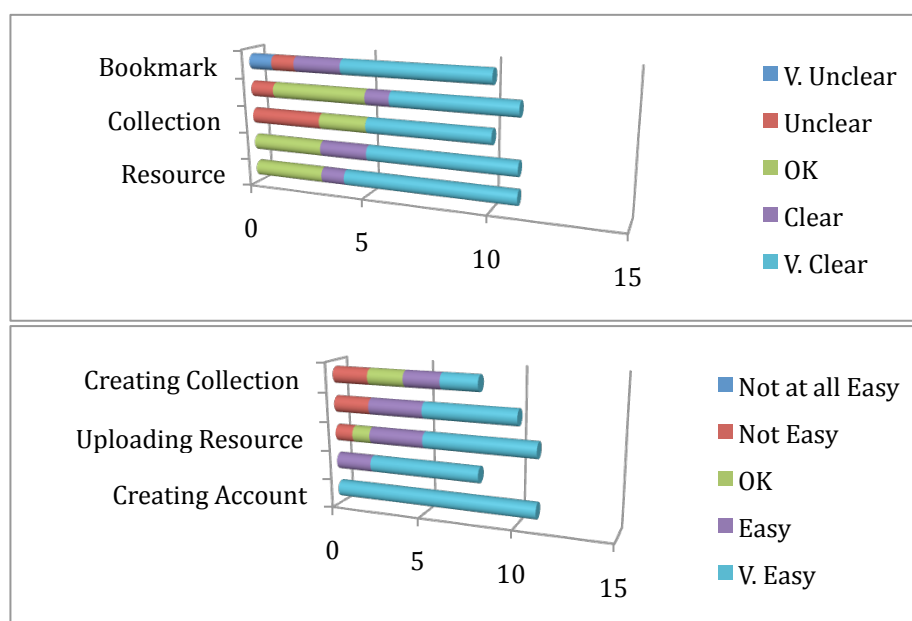 Bookmark
Collection
Resource
0
5
10
15
V. Unclear
Unclear
OK
Clear
V. Clear
Creating Collection
Uploading Resource
Creating Account
0
5
10
15
Not at all Easy
Not Easy
OK
Easy
V. Easy